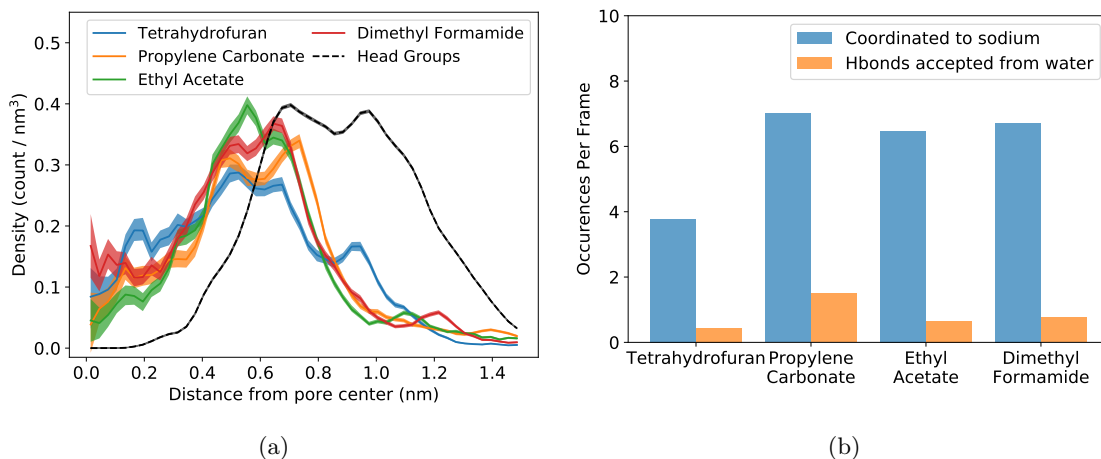 Tetrahydrofuran
Propylene Carbonate
Ethyl Acetate
Dimethyl Formamide
Head Groups
Density (count / nm³)
0.5
0.4
0.3
0.2
0.1
0.0
0.0 0.2 0.4 0.6 0.8 1.0 1.2 1.4
Distance from pore center (nm)
(a)
Coordinated to sodium
Hbonds accepted from water
Occurences Per Frame
10
8
6
4
2
0
Tetrahydrofuran Propylene Carbonate Ethyl Acetate Dimethyl Formamide
(b)